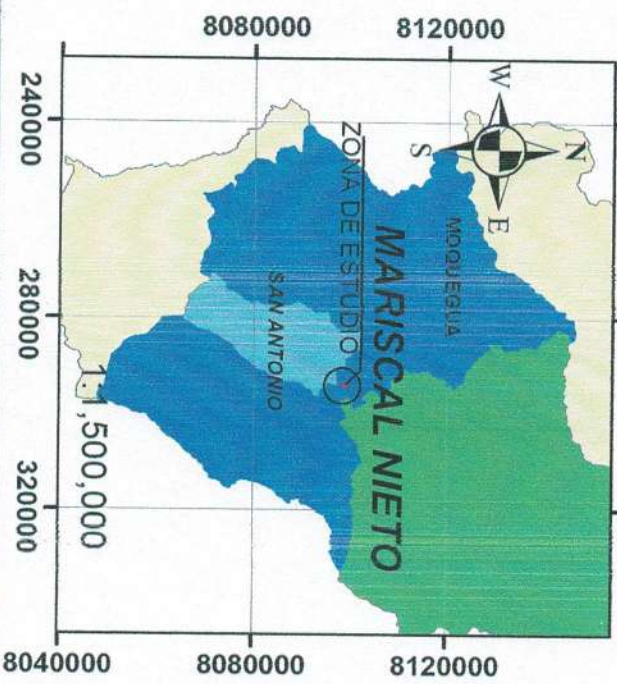 8080000
8120000
240000
280000
320000
8040000
8080000
8120000
N
W
E
S
MOQUEGUA
MARISCAL NIETO
ZONA DE ESTUDIO
SAN ANTONIO
1:1,500,000